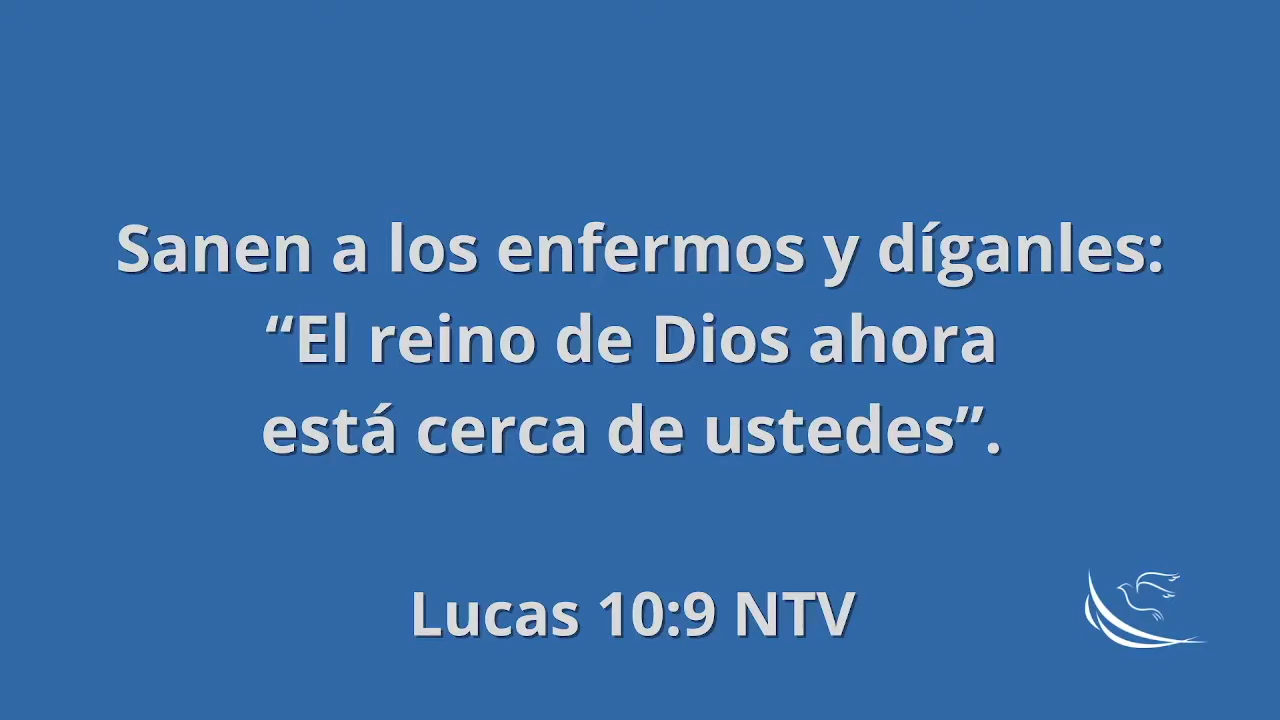 Sanen a los enfermos y díganles:
“El reino de Dios ahora
está cerca de ustedes”.
Lucas 10:9 NTV